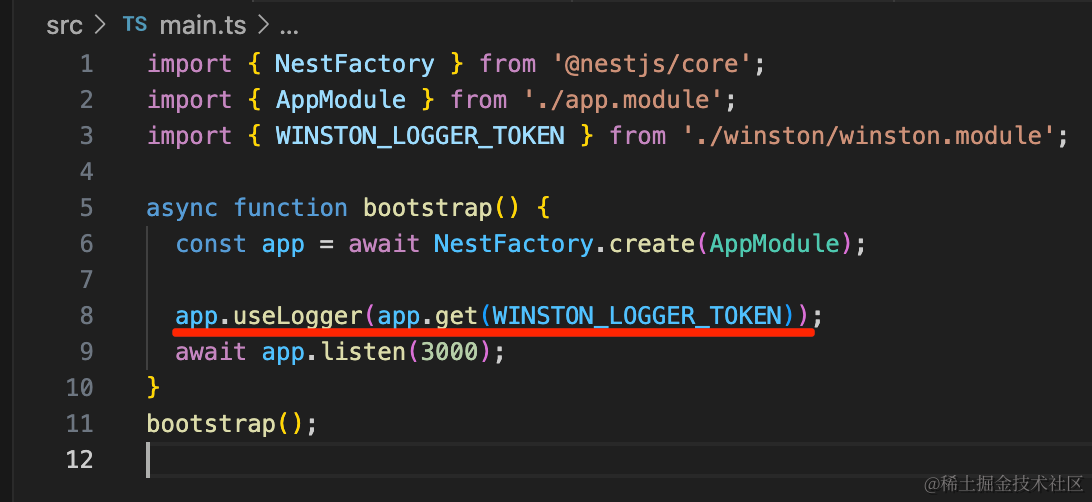 src > TS main.ts > ...
1 import { NestFactory } from '@nestjs/core';
2 import { AppModule } from './app.module';
3 import { WINSTON_LOGGER_TOKEN } from './winston/winston.module';
4
5 async function bootstrap() {
6 const app = await NestFactory.create(AppModule);
7
8 app.useLogger(app.get(WINSTON_LOGGER_TOKEN));
9 await app.listen(3000);
10 }
11 bootstrap();
12
@稀土掘金技术社区